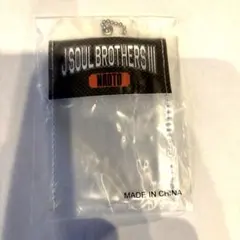 J SOUL BROTHERS III
NAOTO
MADE IN CHINA